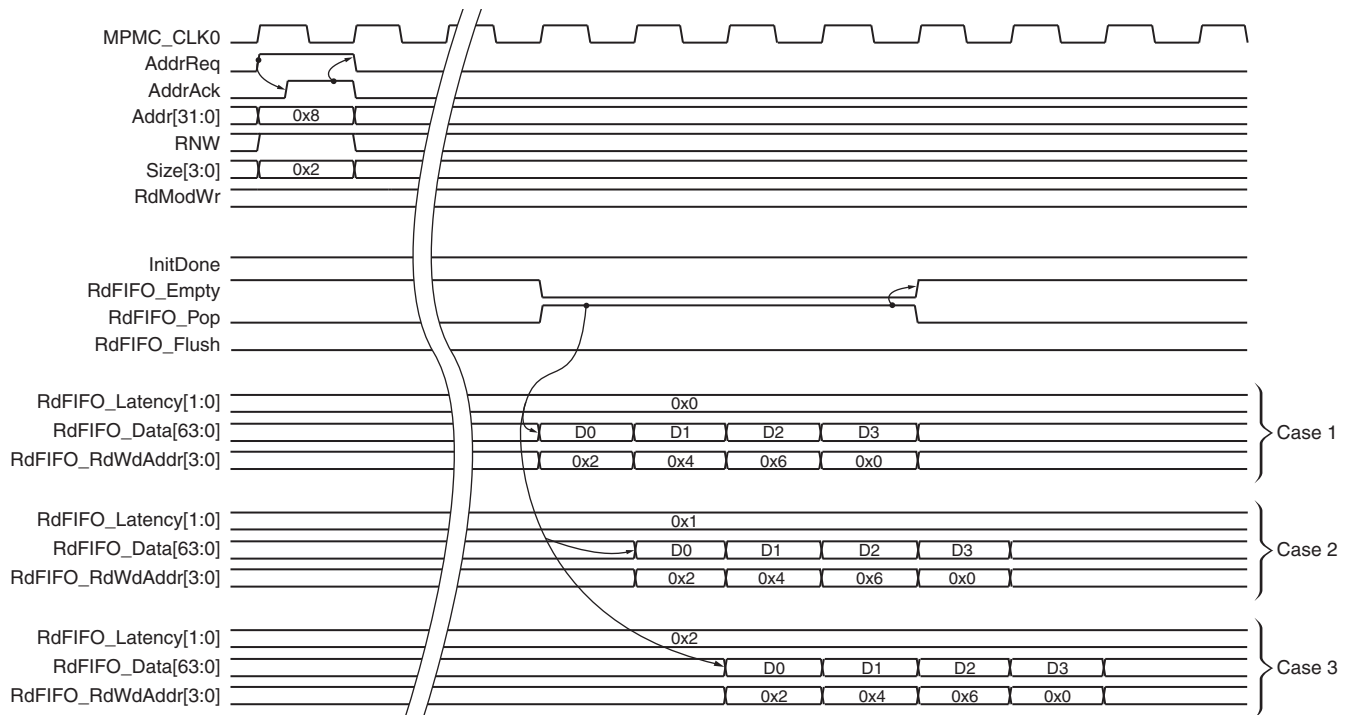 MPMC_CLK0
AddrReq
AddrAck
Addr[31:0] 0x8
RNW
Size[3:0] 0x2
RdModWr
InitDone
RdFIFO_Empty
RdFIFO_Pop
RdFIFO_Flush
RdFIFO_Latency[1:0] 0x0
RdFIFO_Data[63:0] D0 D1 D2 D3 Case 1
RdFIFO_RdWdAddr[3:0] 0x2 0x4 0x6 0x0
RdFIFO_Latency[1:0] 0x1
RdFIFO_Data[63:0] D0 D1 D2 D3 Case 2
RdFIFO_RdWdAddr[3:0] 0x2 0x4 0x6 0x0
RdFIFO_Latency[1:0] 0x2
RdFIFO_Data[63:0] D0 D1 D2 D3 Case 3
RdFIFO_RdWdAddr[3:0] 0x2 0x4 0x6 0x0